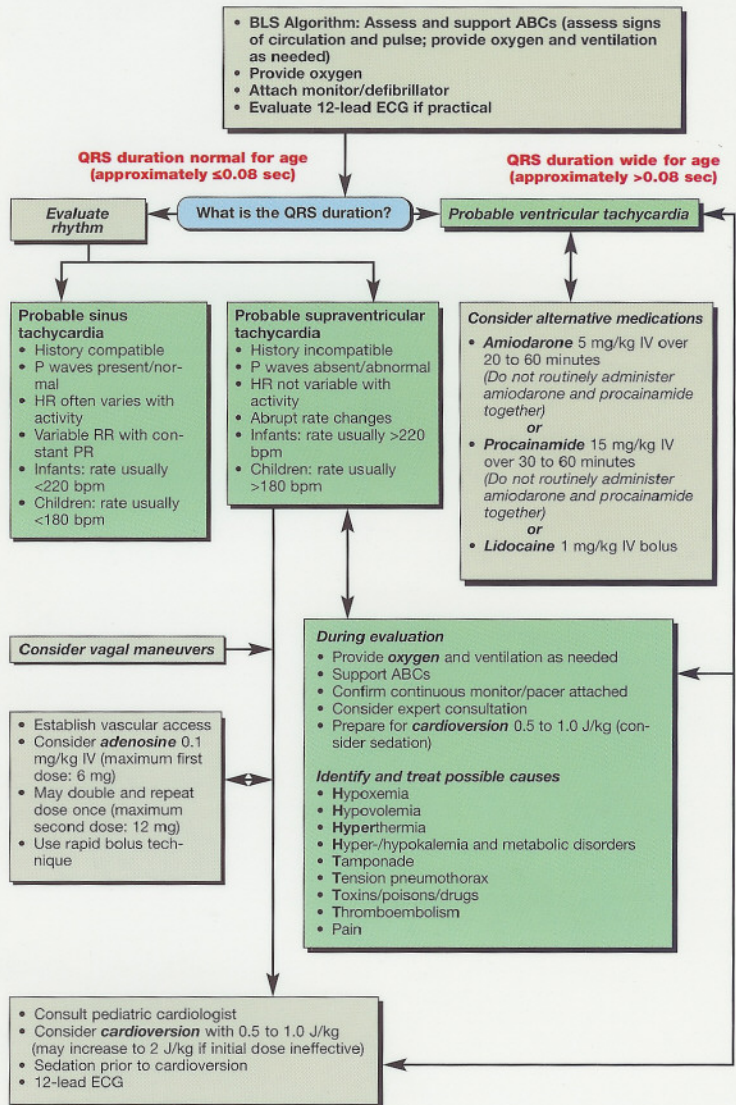 • BLS Algorithm: Assess and support ABCs (assess signs
of circulation and pulse; provide oxygen and ventilation
as needed)
• Provide oxygen
• Attach monitor/defibrillator
• Evaluate 12-lead ECG if practical
QRS duration normal for age
(approximately ≤0.08 sec)
QRS duration wide for age
(approximately >0.08 sec)
Evaluate
rhythm
What is the QRS duration?
Probable ventricular tachycardia
Probable sinus
tachycardia
• History compatible
• P waves present/nor-
mal
• HR often varies with
activity
• Variable RR with con-
stant PR
• Infants: rate usually
<220 bpm
• Children: rate usually
<180 bpm
Probable supraventricular
tachycardia
• History incompatible
• P waves absent/abnormal
• HR not variable with
activity
• Abrupt rate changes
• Infants: rate usually >220
bpm
• Children: rate usually
>180 bpm
Consider alternative medications
• Amiodarone 5 mg/kg IV over
20 to 60 minutes
(Do not routinely administer
amiodarone and procainamide
together)
or
• Procainamide 15 mg/kg IV
over 30 to 60 minutes
(Do not routinely administer
amiodarone and procainamide
together)
or
• Lidocaine 1 mg/kg IV bolus
Consider vagal maneuvers
• Establish vascular access
• Consider adenosine 0.1
mg/kg IV (maximum first
dose: 6 mg)
• May double and repeat
dose once (maximum
second dose: 12 mg)
• Use rapid bolus tech-
nique
During evaluation
• Provide oxygen and ventilation as needed
• Support ABCs
• Confirm continuous monitor/pacer attached
• Consider expert consultation
• Prepare for cardioversion 0.5 to 1.0 J/kg (con-
sider sedation)
Identify and treat possible causes
• Hypoxemia
• Hypovolemia
• Hyperthermia
• Hyper-/hypokalemia and metabolic disorders
• Tamponade
• Tension pneumothorax
• Toxins/poisons/drugs
• Thromboembolism
• Pain
• Consult pediatric cardiologist
• Consider cardioversion with 0.5 to 1.0 J/kg
(may increase to 2 J/kg if initial dose ineffective)
• Sedation prior to cardioversion
• 12-lead ECG